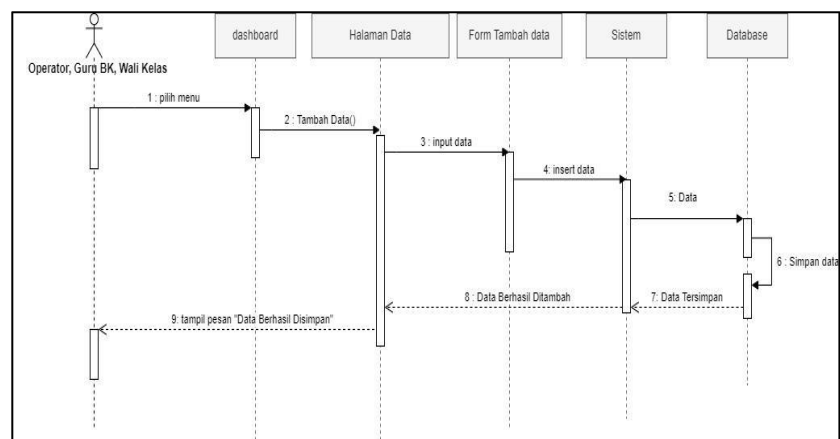 dashboard
Halaman Data
Form Tambah data
Sistem
Database
Operator, Guru BK, Wali Kelas
1 : pilih menu
2 : Tambah Data()
3 : input data
4: insert data
5: Data
6 : Simpan data
7: Data Tersimpan
8 : Data Berhasil Ditambah
9: tampil pesan "Data Berhasil Disimpan"